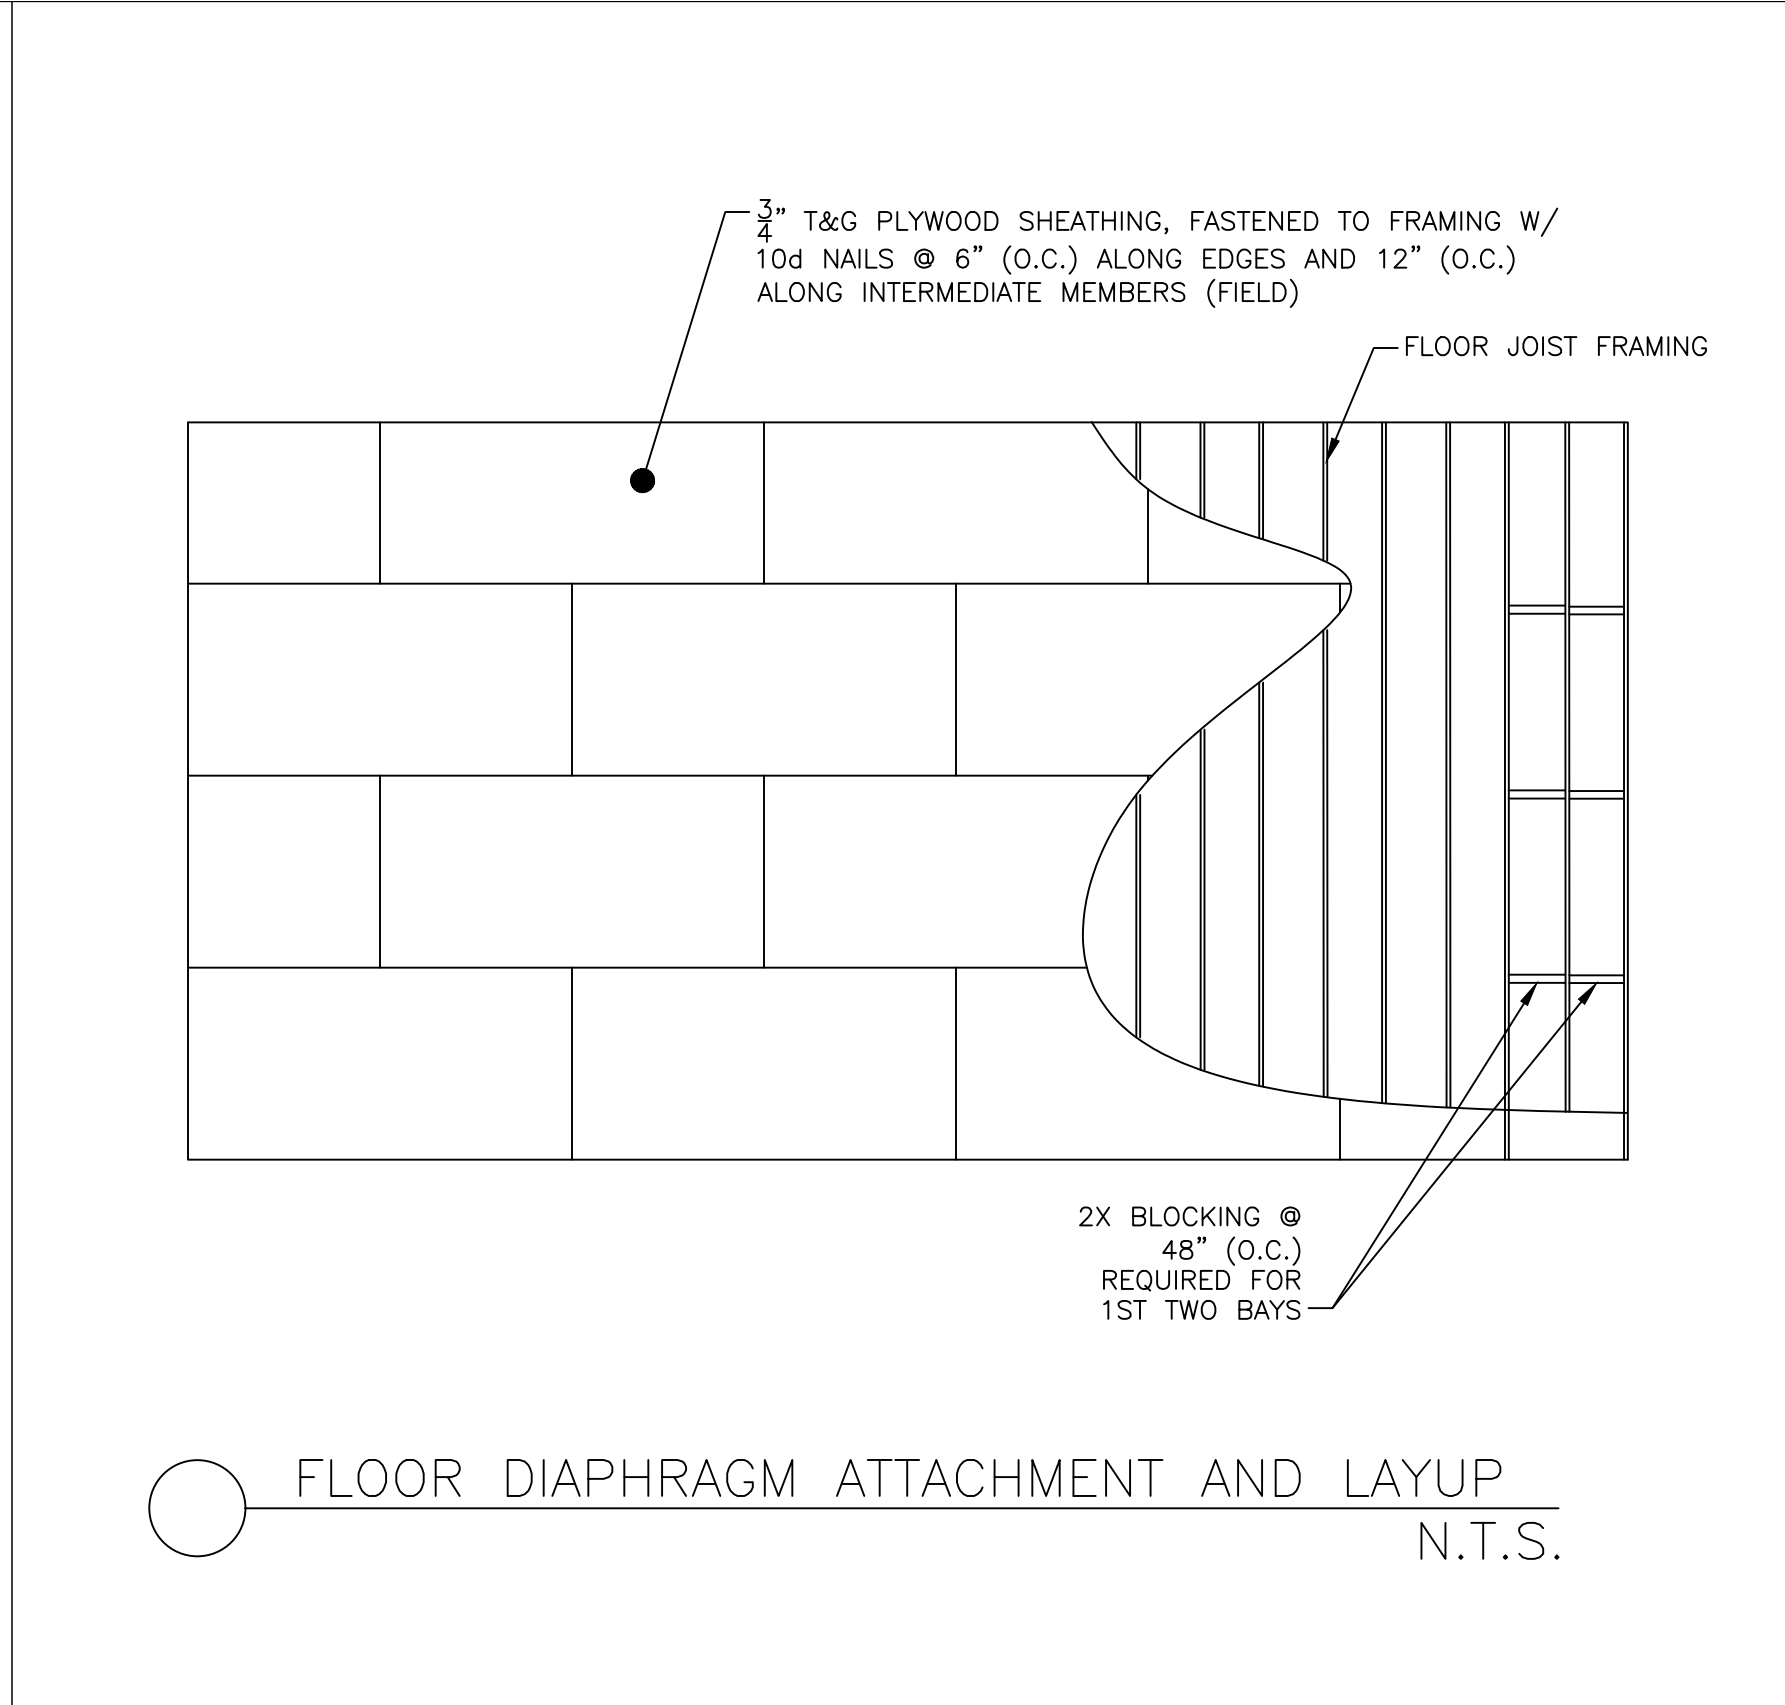 3/4" T&G PLYWOOD SHEATHING, FASTENED TO FRAMING W/
10d NAILS @ 6" (O.C.) ALONG EDGES AND 12" (O.C.)
ALONG INTERMEDIATE MEMBERS (FIELD)
FLOOR JOIST FRAMING
2X BLOCKING @
48" (O.C.)
REQUIRED FOR
1ST TWO BAYS
FLOOR DIAPHRAGM ATTACHMENT AND LAYUP
N.T.S.